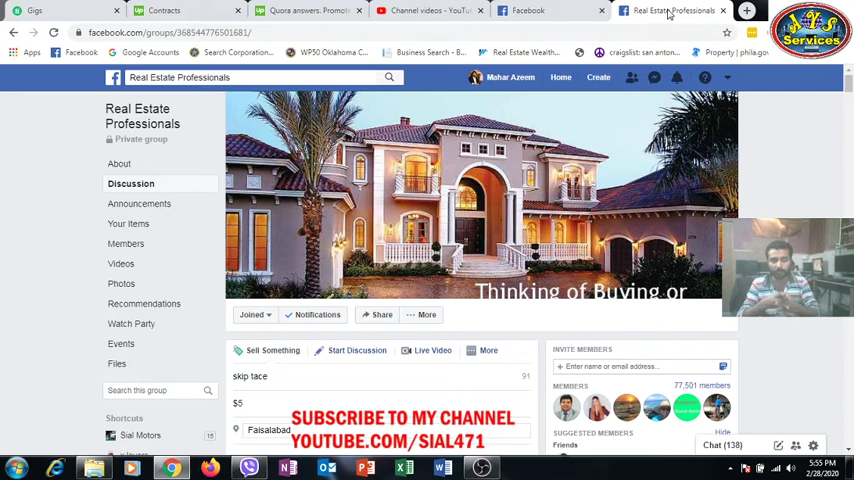 Gigs
Contracts
Quora answers. Promot
Channel videos - YouTu
Facebook
Real Estate Professionals
JYS
Services
facebook.com/groups/368544776501681/
Facebook
Google Accounts
Search Corporation...
WP50 Oklahoma C...
Business Search - B...
Real Estate Wealth...
craigslist: san anto...
Property | phila.gov
Real Estate Professionals
Mahar Azeem
Home
Create
Real Estate
Professionals
Private group
About
Discussion
Announcements
Your Items
Members
Videos
Photos
Recommendations
Watch Party
Events
Files
Search this group
Shortcuts
Sial Motors
15
Thinking of Buying or
Joined
Notifications
Share
More
Sell Something
Start Discussion
Live Video
More
skip tace
91
$5
Faisalabad
SUBSCRIBE TO MY CHANNEL
YOUTUBE.COM/SIAL471
INVITE MEMBERS
Enter name or email address...
MEMBERS
77,501 members
SUGGESTED MEMBERS
Hide
Friends
Chat (138)
5:55 PM
2/28/2020